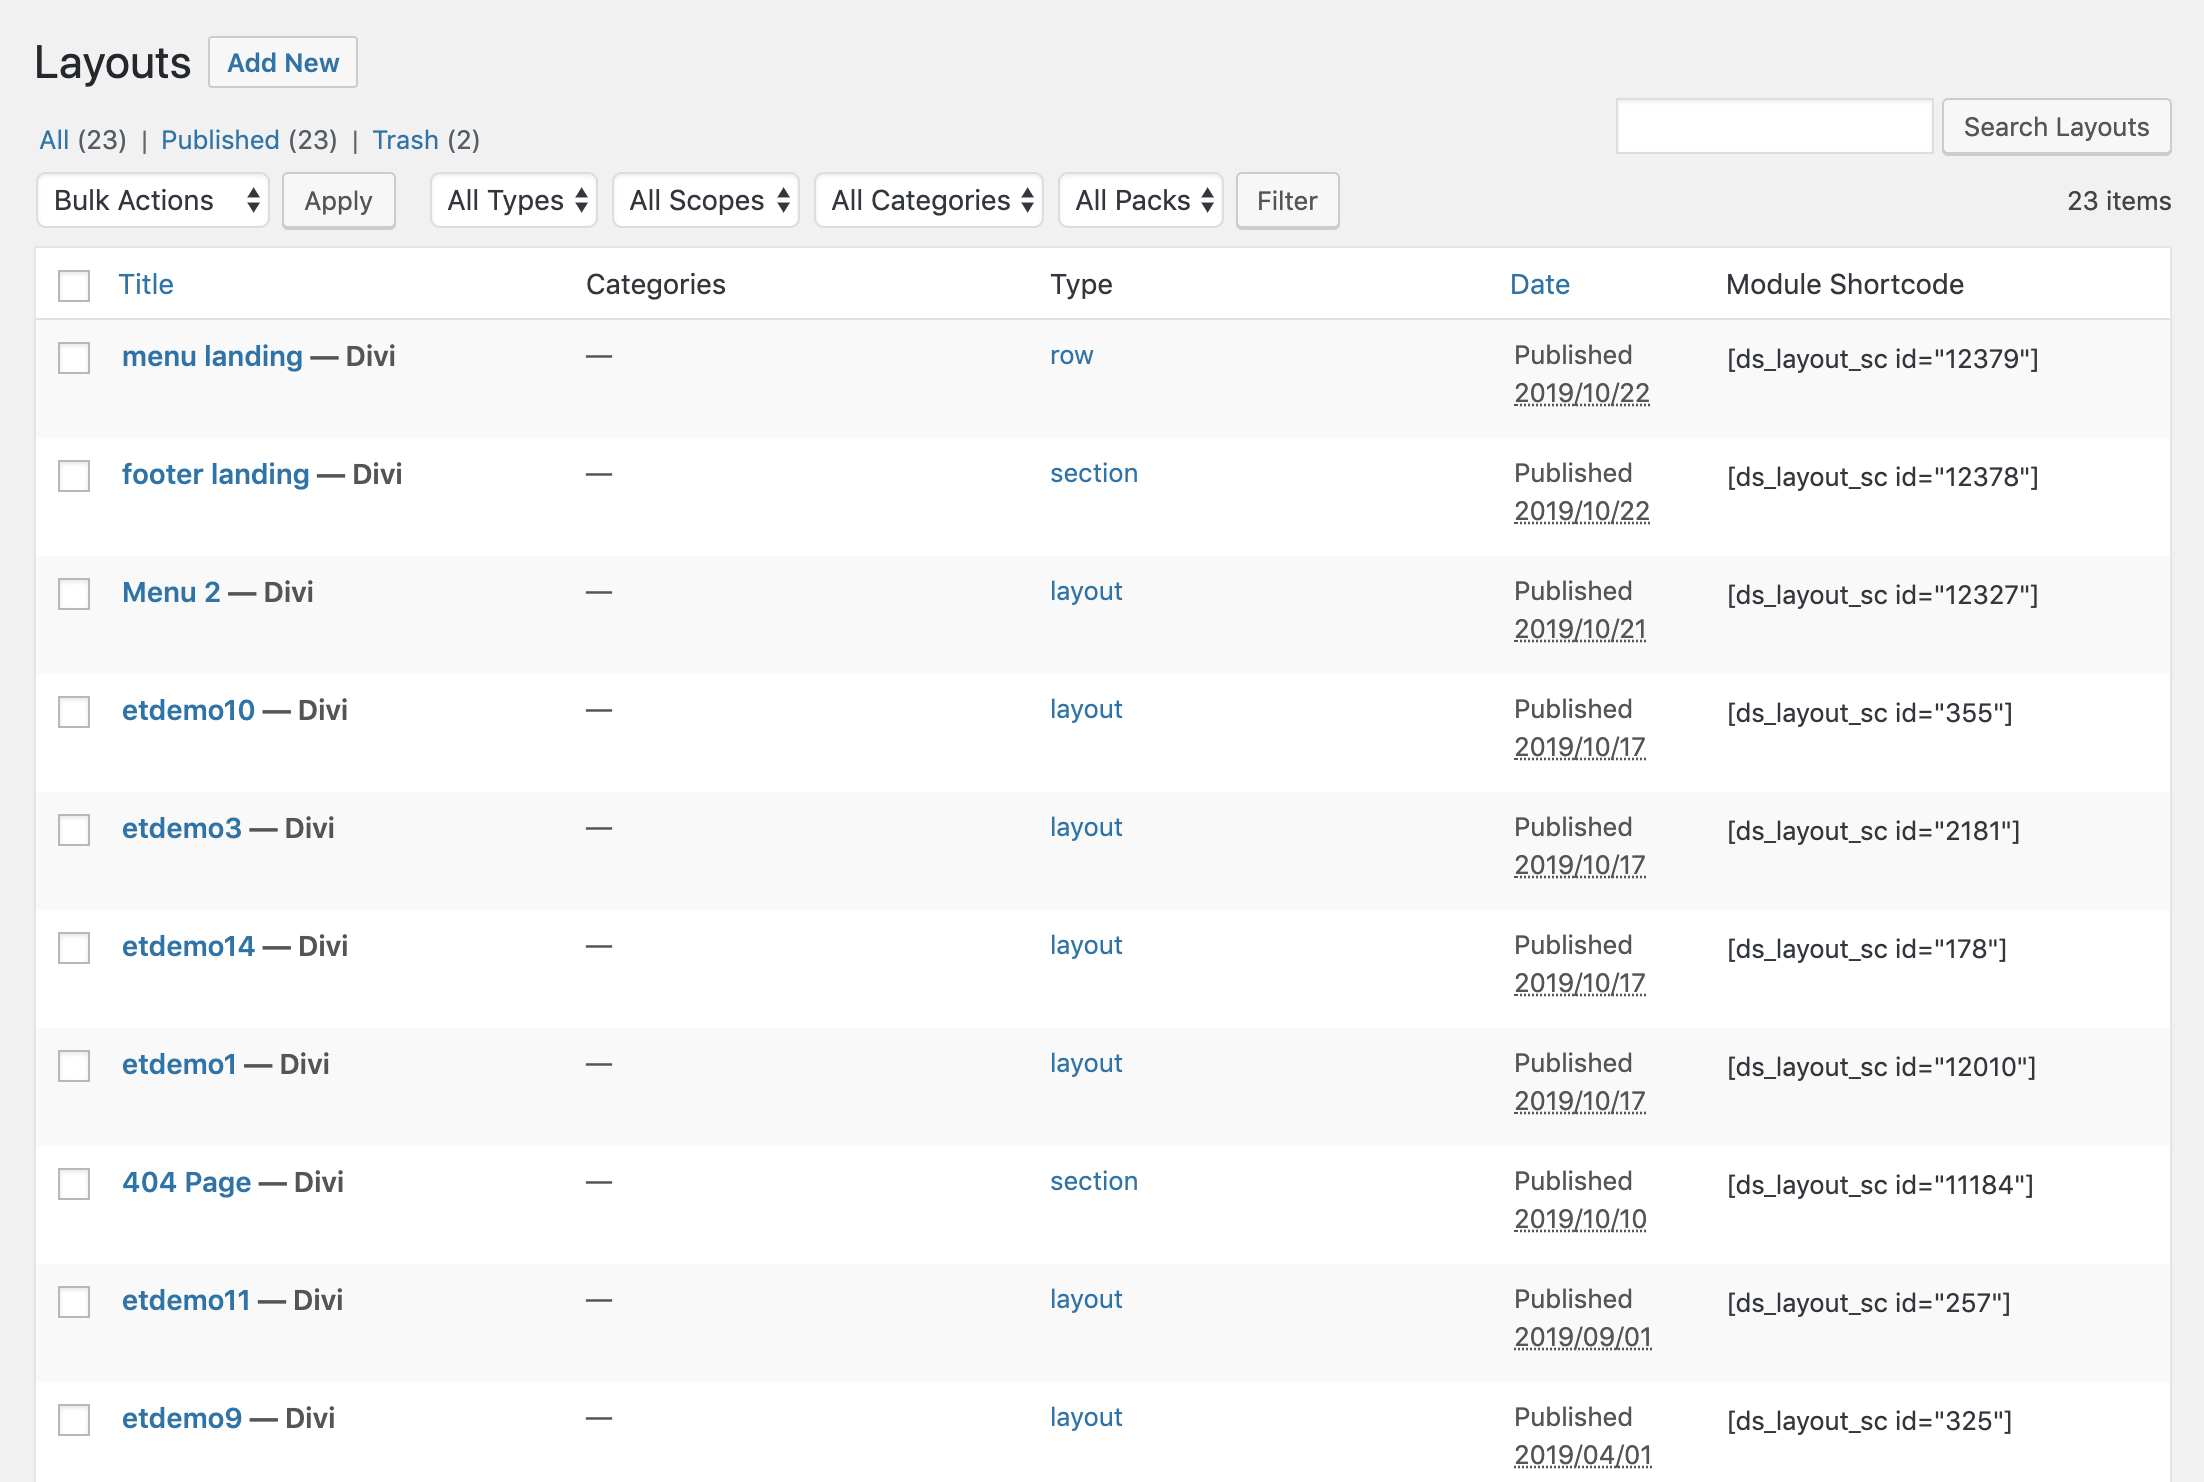 Layouts Add New
All (23) | Published (23) | Trash (2)
Search Layouts
Bulk Actions Apply All Types All Scopes All Categories All Packs Filter 23 items
Title Categories Type Date Module Shortcode
menu landing — Divi — row Published [ds_layout_sc id="12379"]
2019/10/22
footer landing — Divi — section Published [ds_layout_sc id="12378"]
2019/10/22
Menu 2 — Divi — layout Published [ds_layout_sc id="12327"]
2019/10/21
etdemo10 — Divi — layout Published [ds_layout_sc id="355"]
2019/10/17
etdemo3 — Divi — layout Published [ds_layout_sc id="2181"]
2019/10/17
etdemo14 — Divi — layout Published [ds_layout_sc id="178"]
2019/10/17
etdemo1 — Divi — layout Published [ds_layout_sc id="12010"]
2019/10/17
404 Page — Divi — section Published [ds_layout_sc id="11184"]
2019/10/10
etdemo11 — Divi — layout Published [ds_layout_sc id="257"]
2019/09/01
etdemo9 — Divi — layout Published [ds_layout_sc id="325"]
2019/04/01